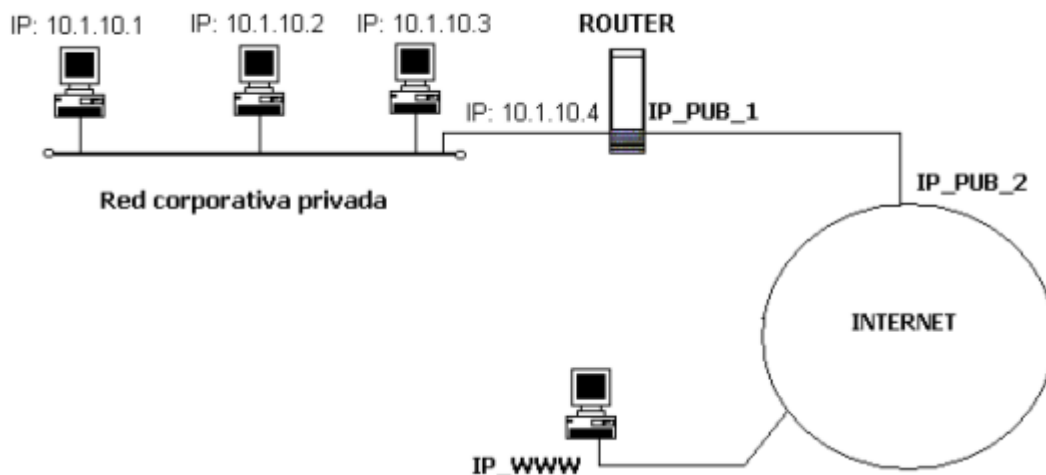 IP: 10.1.10.1
IP: 10.1.10.2
IP: 10.1.10.3
ROUTER
IP: 10.1.10.4
IP_PUB_1
Red corporativa privada
IP_PUB_2
INTERNET
IP_WWW